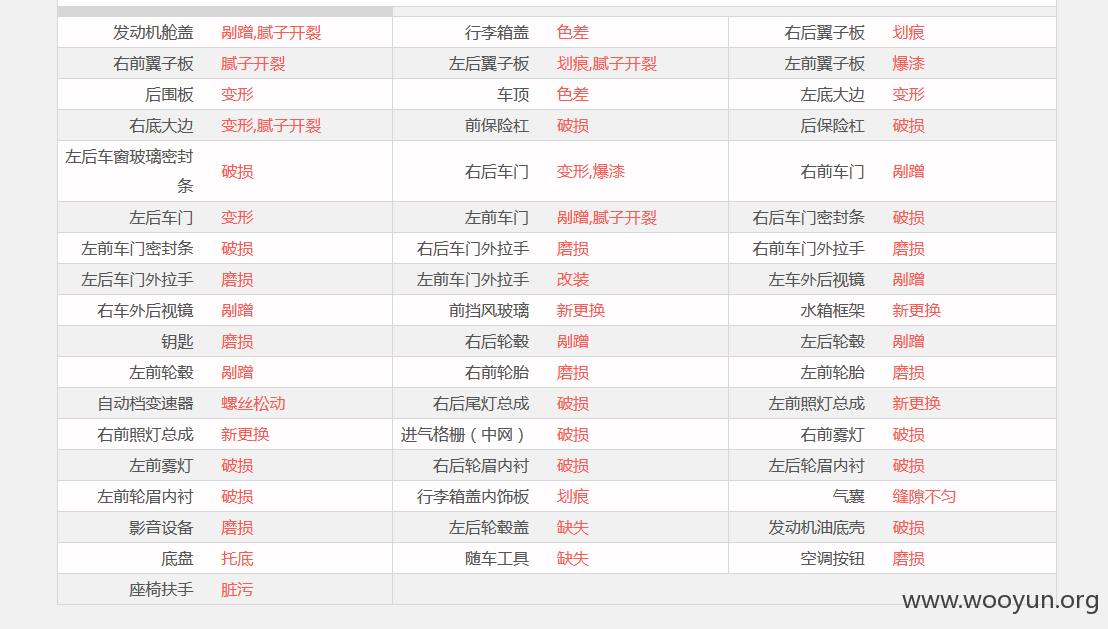 发动机舱盖 剐蹭,腻子开裂 行李箱盖 色差 右后翼子板 划痕
右前翼子板 腻子开裂 左后翼子板 划痕,腻子开裂 左前翼子板 爆漆
后围板 变形 车顶 色差 左底大边 变形
右底大边 变形,腻子开裂 前保险杠 破损 后保险杠 破损
左后车窗玻璃密封
条 破损 右后车门 变形,爆漆 右前车门 剐蹭
左后车门 变形 左前车门 剐蹭,腻子开裂 右后车门密封条 破损
左前车门密封条 破损 右后车门外拉手 磨损 右前车门外拉手 磨损
左后车门外拉手 磨损 左前车门外拉手 改装 左车外后视镜 剐蹭
右车外后视镜 剐蹭 前挡风玻璃 新更换 水箱框架 新更换
钥匙 磨损 右后轮毂 剐蹭 左后轮毂 剐蹭
左前轮毂 剐蹭 右前轮胎 磨损 左前轮胎 磨损
自动档变速器 螺丝松动 右后尾灯总成 破损 左前照灯总成 新更换
右前照灯总成 新更换 进气格栅（中网） 破损 右前雾灯 破损
左前雾灯 破损 右后轮眉内衬 破损 左后轮眉内衬 破损
左前轮眉内衬 破损 行李箱盖内饰板 划痕 气囊 缝隙不匀
影音设备 磨损 左后轮毂盖 缺失 发动机油底壳 破损
底盘 托底 随车工具 缺失 空调按钮 磨损
座椅扶手 脏污
www.wooyun.org